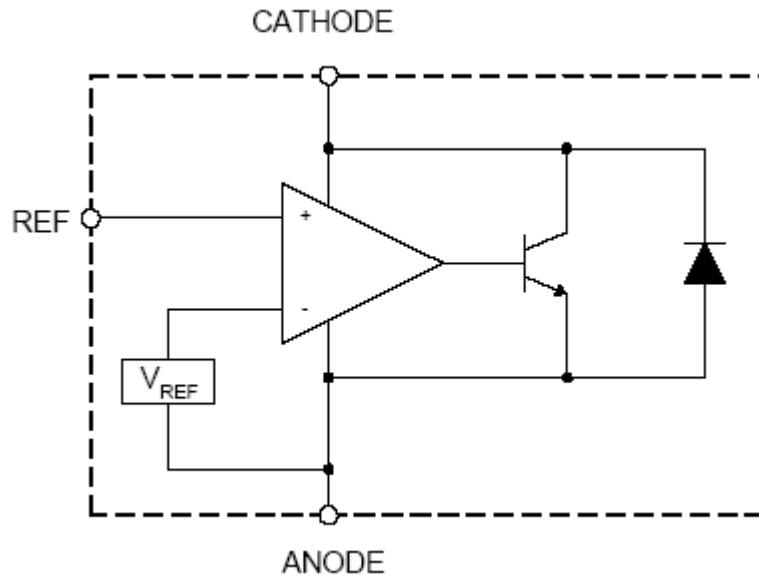 CATHODE
REF
+
-
VREF
ANODE